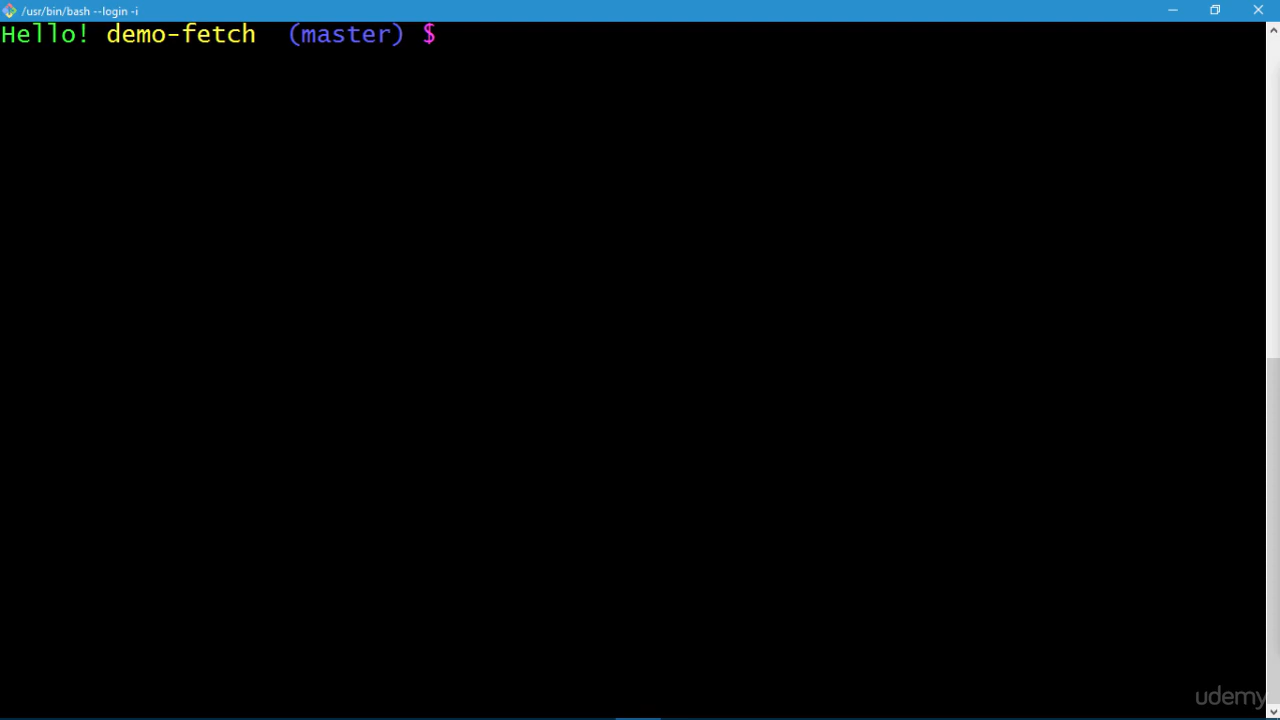 /usr/bin/bash --login -i
Hello! demo-fetch (master) $
udemy